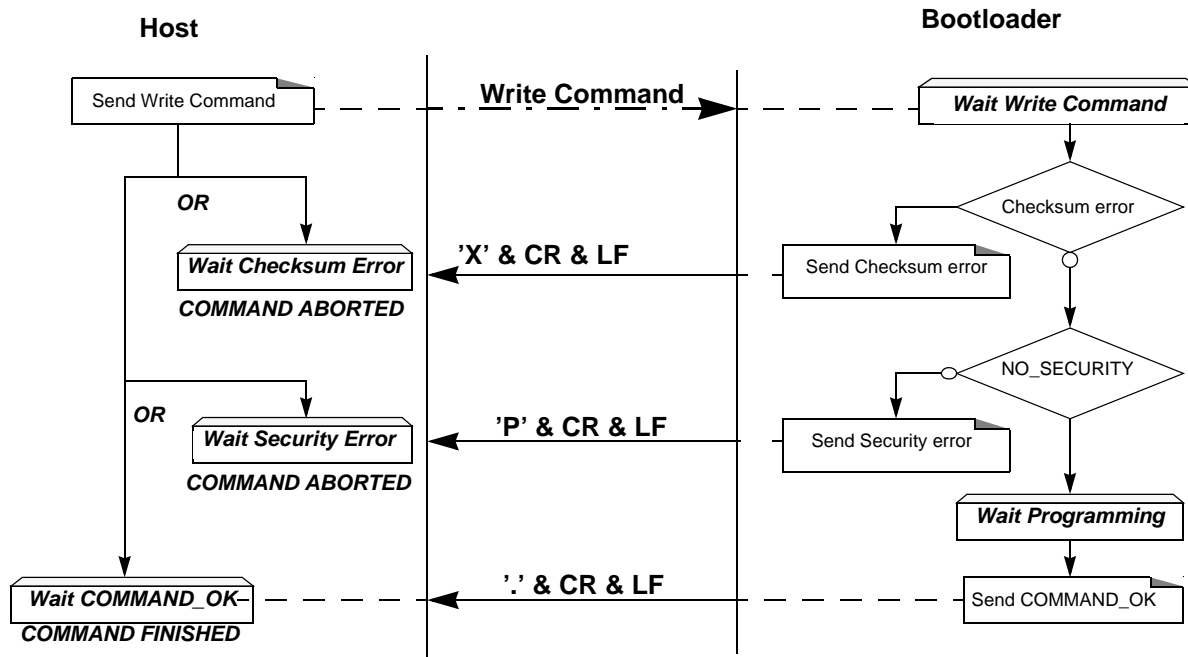 Host
Bootloader
Send Write Command
Write Command
Wait Write Command
OR
Checksum error
Wait Checksum Error
’X’ & CR & LF
Send Checksum error
COMMAND ABORTED
NO_SECURITY
OR
Wait Security Error
’P’ & CR & LF
Send Security error
COMMAND ABORTED
Wait Programming
Wait COMMAND_OK
’.’ & CR & LF
Send COMMAND_OK
COMMAND FINISHED